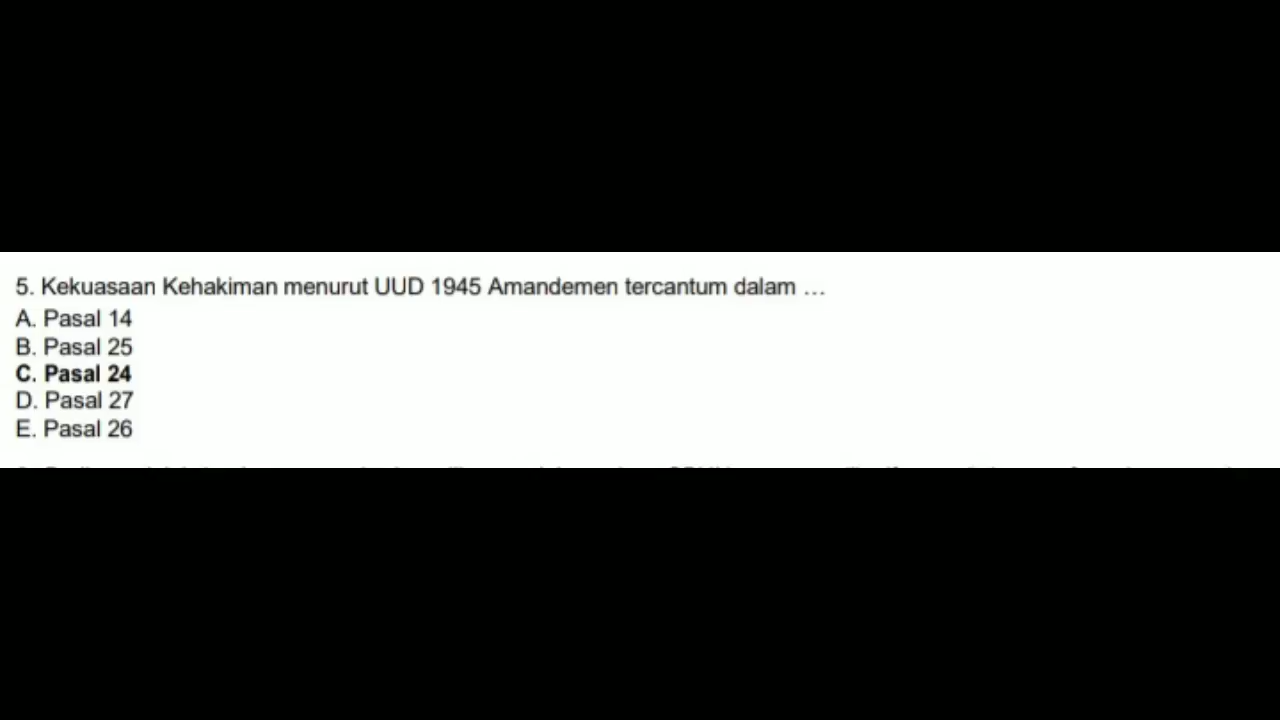 5. Kekuasaan Kehakiman menurut UUD 1945 Amandemen tercantum dalam ...
A. Pasal 14
B. Pasal 25
C. Pasal 24
D. Pasal 27
E. Pasal 26